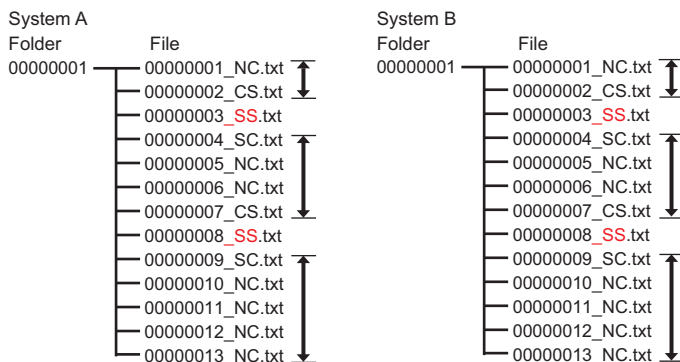 System A
Folder File
00000001 00000001_NC.txt
00000002_CS.txt
00000003_SS.txt
00000004_SC.txt
00000005_NC.txt
00000006_NC.txt
00000007_CS.txt
00000008_SS.txt
00000009_SC.txt
00000010_NC.txt
00000011_NC.txt
00000012_NC.txt
00000013_NC.txt
System B
Folder File
00000001 00000001_NC.txt
00000002_CS.txt
00000003_SS.txt
00000004_SC.txt
00000005_NC.txt
00000006_NC.txt
00000007_CS.txt
00000008_SS.txt
00000009_SC.txt
00000010_NC.txt
00000011_NC.txt
00000012_NC.txt
00000013_NC.txt